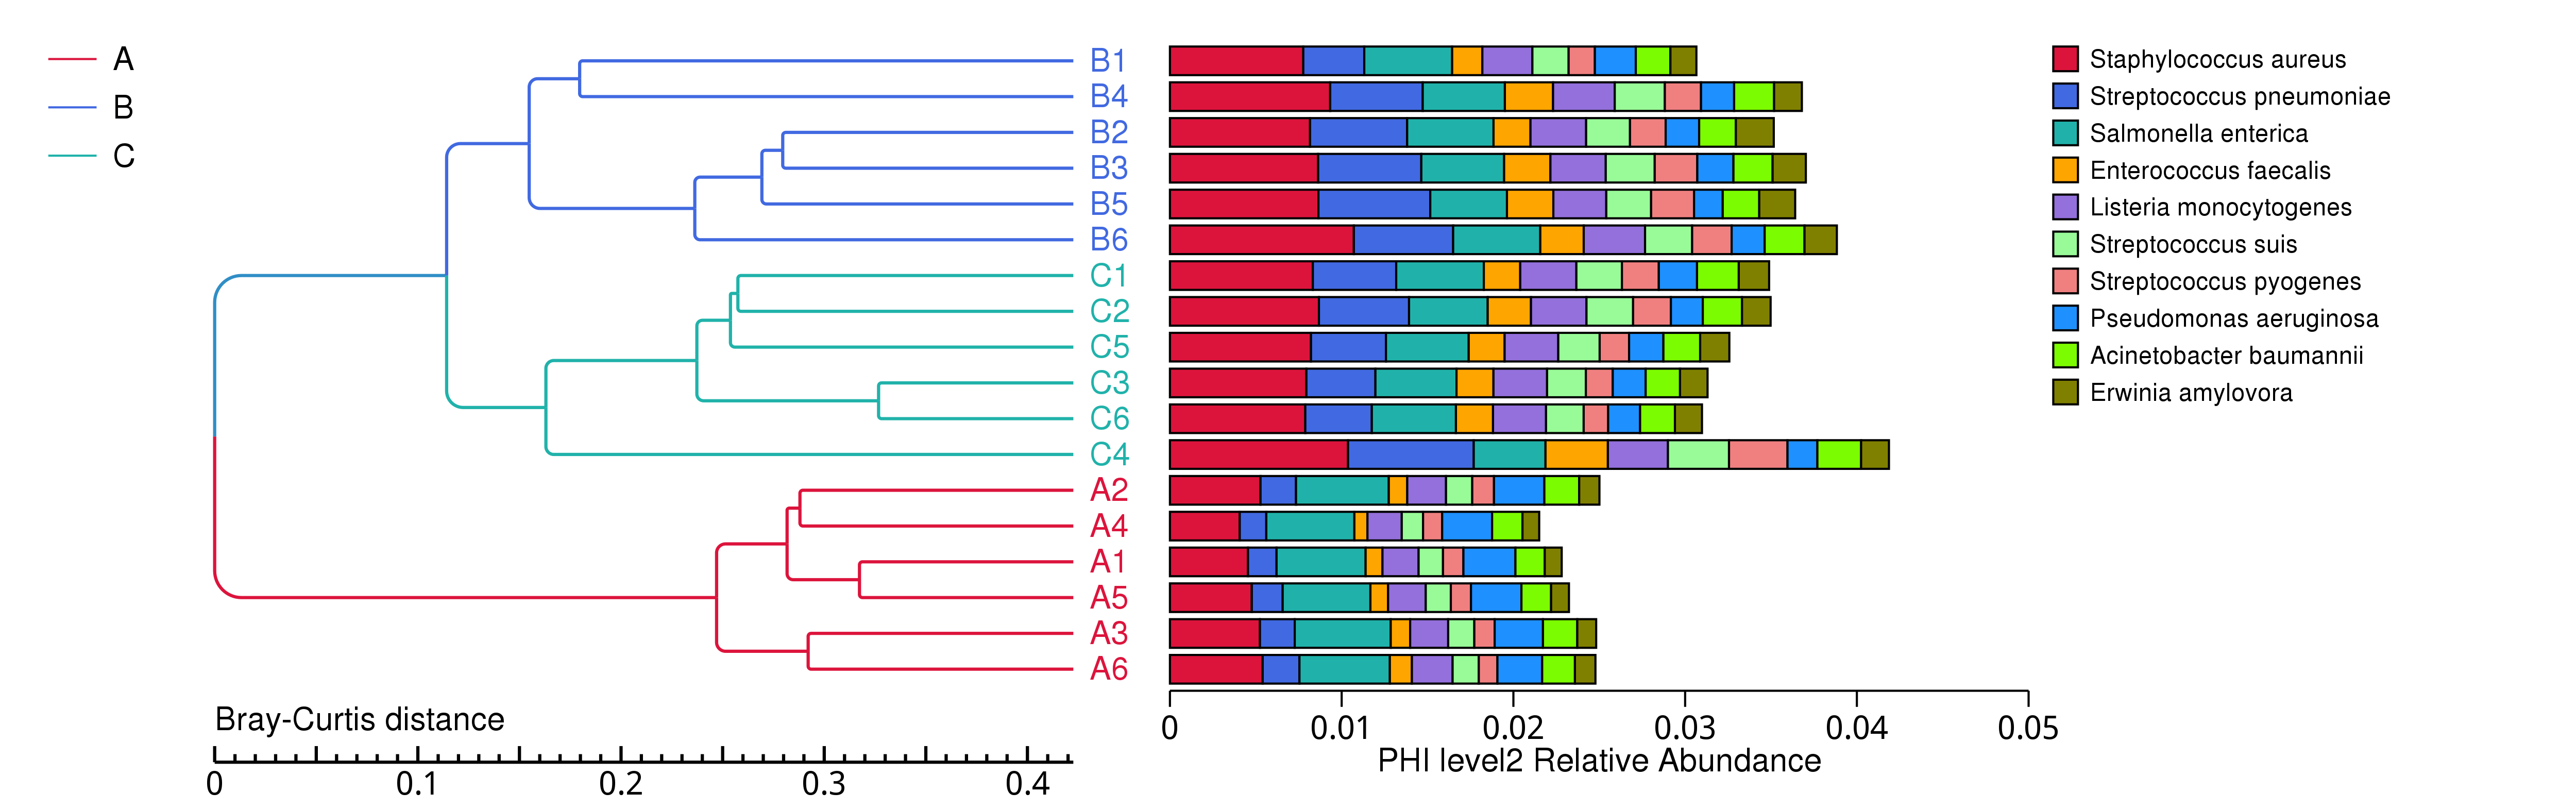 A
B
C
B1
B4
B2
B3
B5
B6
C1
C2
C5
C3
C6
C4
A2
A4
A1
A5
A3
A6
Bray-Curtis distance
0 0.1 0.2 0.3 0.4
0 0.01 0.02 0.03 0.04 0.05
PHI level2 Relative Abundance
Staphylococcus aureus
Streptococcus pneumoniae
Salmonella enterica
Enterococcus faecalis
Listeria monocytogenes
Streptococcus suis
Streptococcus pyogenes
Pseudomonas aeruginosa
Acinetobacter baumannii
Erwinia amylovora